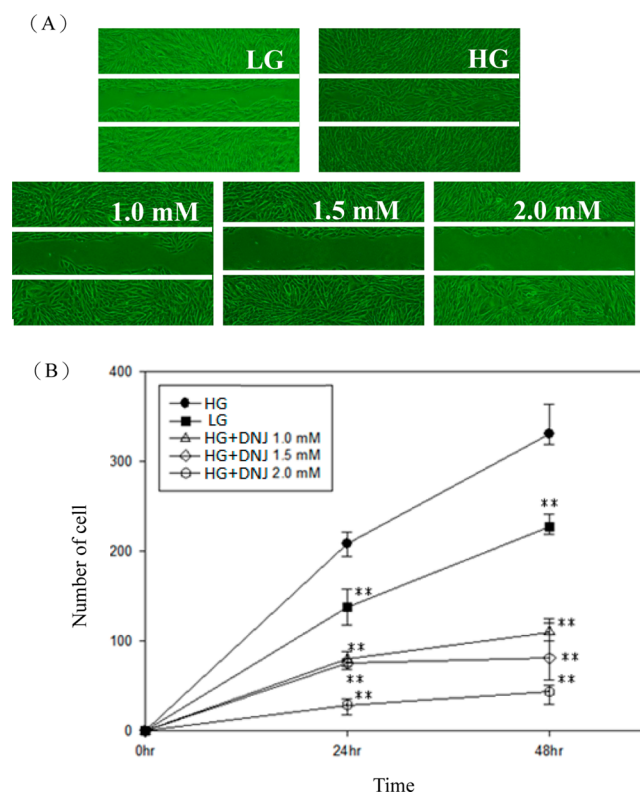 (A)
LG
HG
1.0 mM
1.5 mM
2.0 mM
(B)
400
HG
LG
HG+DNJ 1.0 mM
HG+DNJ 1.5 mM
HG+DNJ 2.0 mM
300
**
Number of cell
200
**
100
**
**
**
**
**
**
0
0hr
24hr
48hr
Time